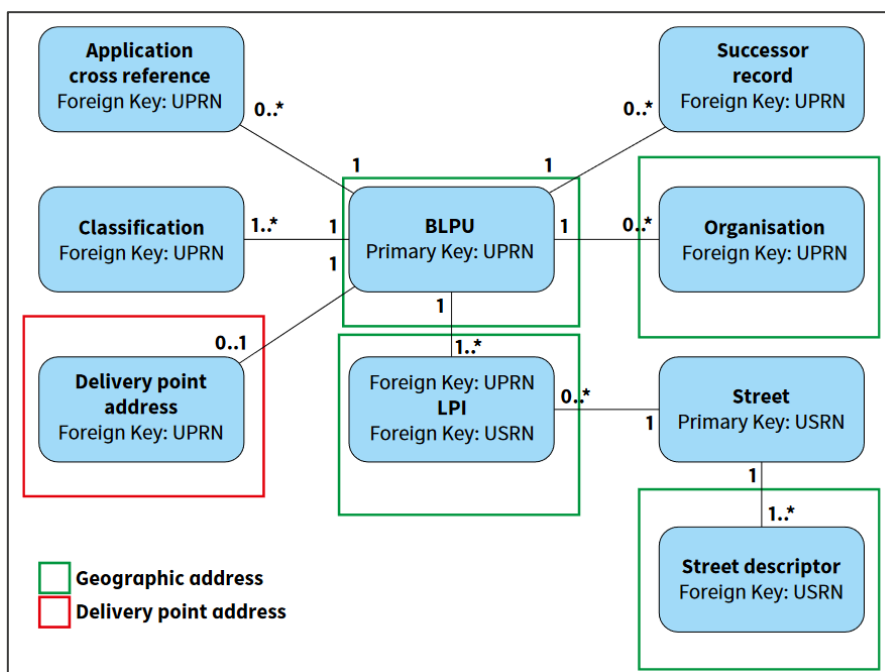 Application
cross reference
Foreign Key: UPRN
0..*
1
Successor
record
Foreign Key: UPRN
0..*
1
Classification
Foreign Key: UPRN
1..*
1
BLPU
Primary Key: UPRN
1
0..*
Organisation
Foreign Key: UPRN
1
0..1
Delivery point
address
Foreign Key: UPRN
1
1..*
Foreign Key: UPRN
LPI
Foreign Key: USRN
0..*
1
Street
Primary Key: USRN
1
1..*
Street descriptor
Foreign Key: USRN
Geographic address
Delivery point address